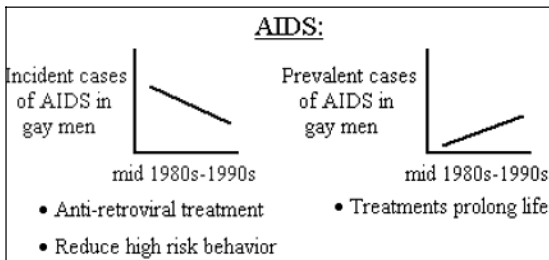 AIDS:
Incident cases
of AIDS in
gay men
mid 1980s-1990s
• Anti-retroviral treatment
• Reduce high risk behavior
Prevalent cases
of AIDS in
gay men
mid 1980s-1990s
• Treatments prolong life